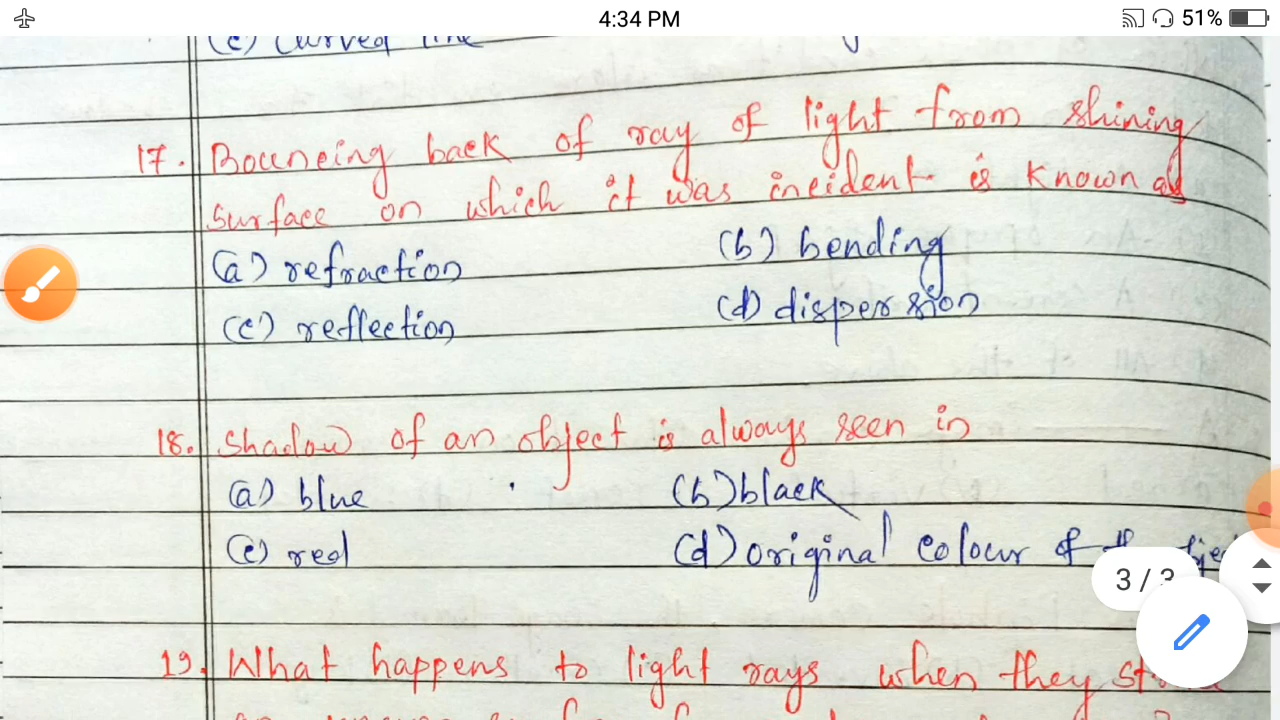 4:34 PM
51%
(c) curved line
17. Bouncing back of ray of light from shining
surface on which it was incident is known as
(a) refraction (b) bending
(c) reflection (d) dispersion
18. Shadow of an object is always seen in
(a) blue (b) black
(c) red (d) original colour of
3 / 3
19. What happens to light rays when they